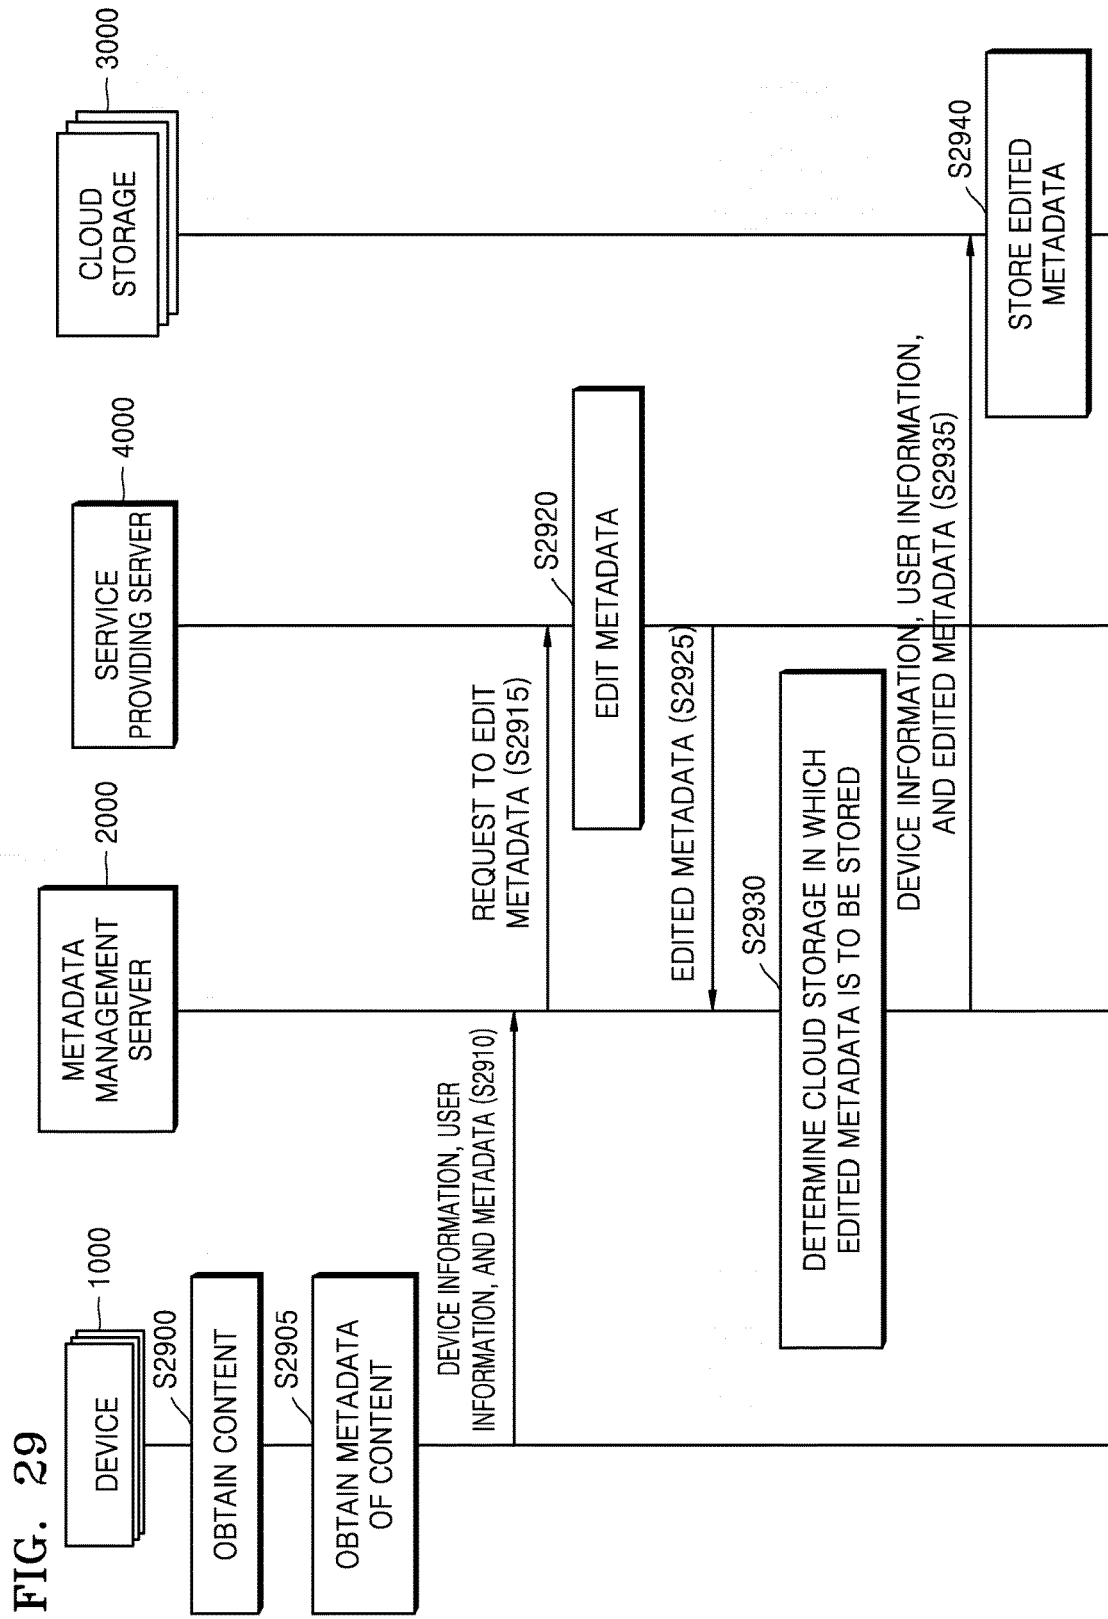 FIG. 29
DEVICE
1000
METADATA
MANAGEMENT
SERVER
2000
SERVICE
PROVIDING SERVER
4000
CLOUD
STORAGE
3000
S2900
OBTAIN CONTENT
S2905
OBTAIN METADATA
OF CONTENT
DEVICE INFORMATION, USER
INFORMATION, AND METADATA (S2910)
REQUEST TO EDIT
METADATA (S2915)
S2920
EDIT METADATA
EDITED METADATA (S2925)
S2930
DETERMINE CLOUD STORAGE IN WHICH
EDITED METADATA IS TO BE STORED
DEVICE INFORMATION, USER INFORMATION,
AND EDITED METADATA (S2935)
S2940
STORE EDITED
METADATA